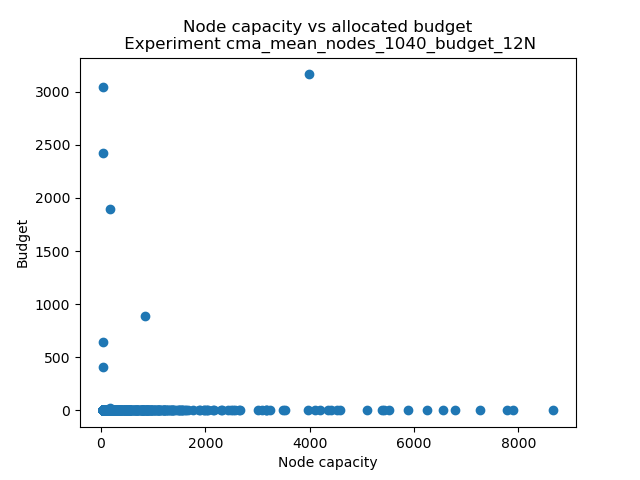 Node capacity vs allocated budget
Experiment cma_mean_nodes_1040_budget_12N
3000
2500
2000
1500
1000
500
0
Budget
0 2000 4000 6000 8000
Node capacity